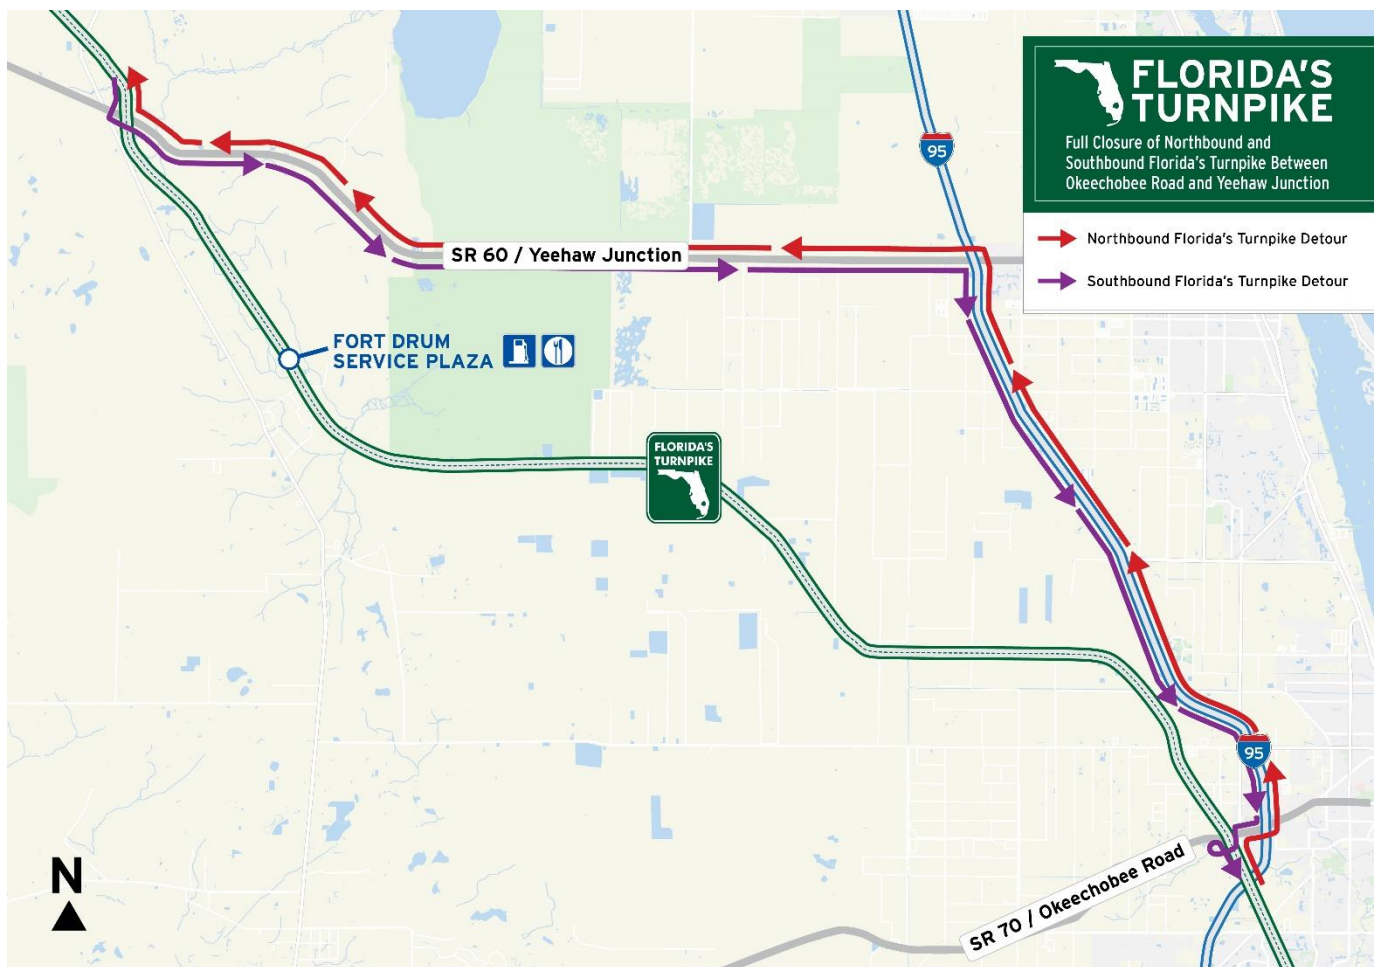 FLORIDA'S
TURNPIKE
Full Closure of Northbound and
Southbound Florida's Turnpike Between
Okeechobee Road and Yeehaw Junction
Northbound Florida's Turnpike Detour
Southbound Florida's Turnpike Detour
95
SR 60 / Yeehaw Junction
FORT DRUM
SERVICE PLAZA
FLORIDA'S
TURNPIKE
95
SR 70 / Okeechobee Road
N